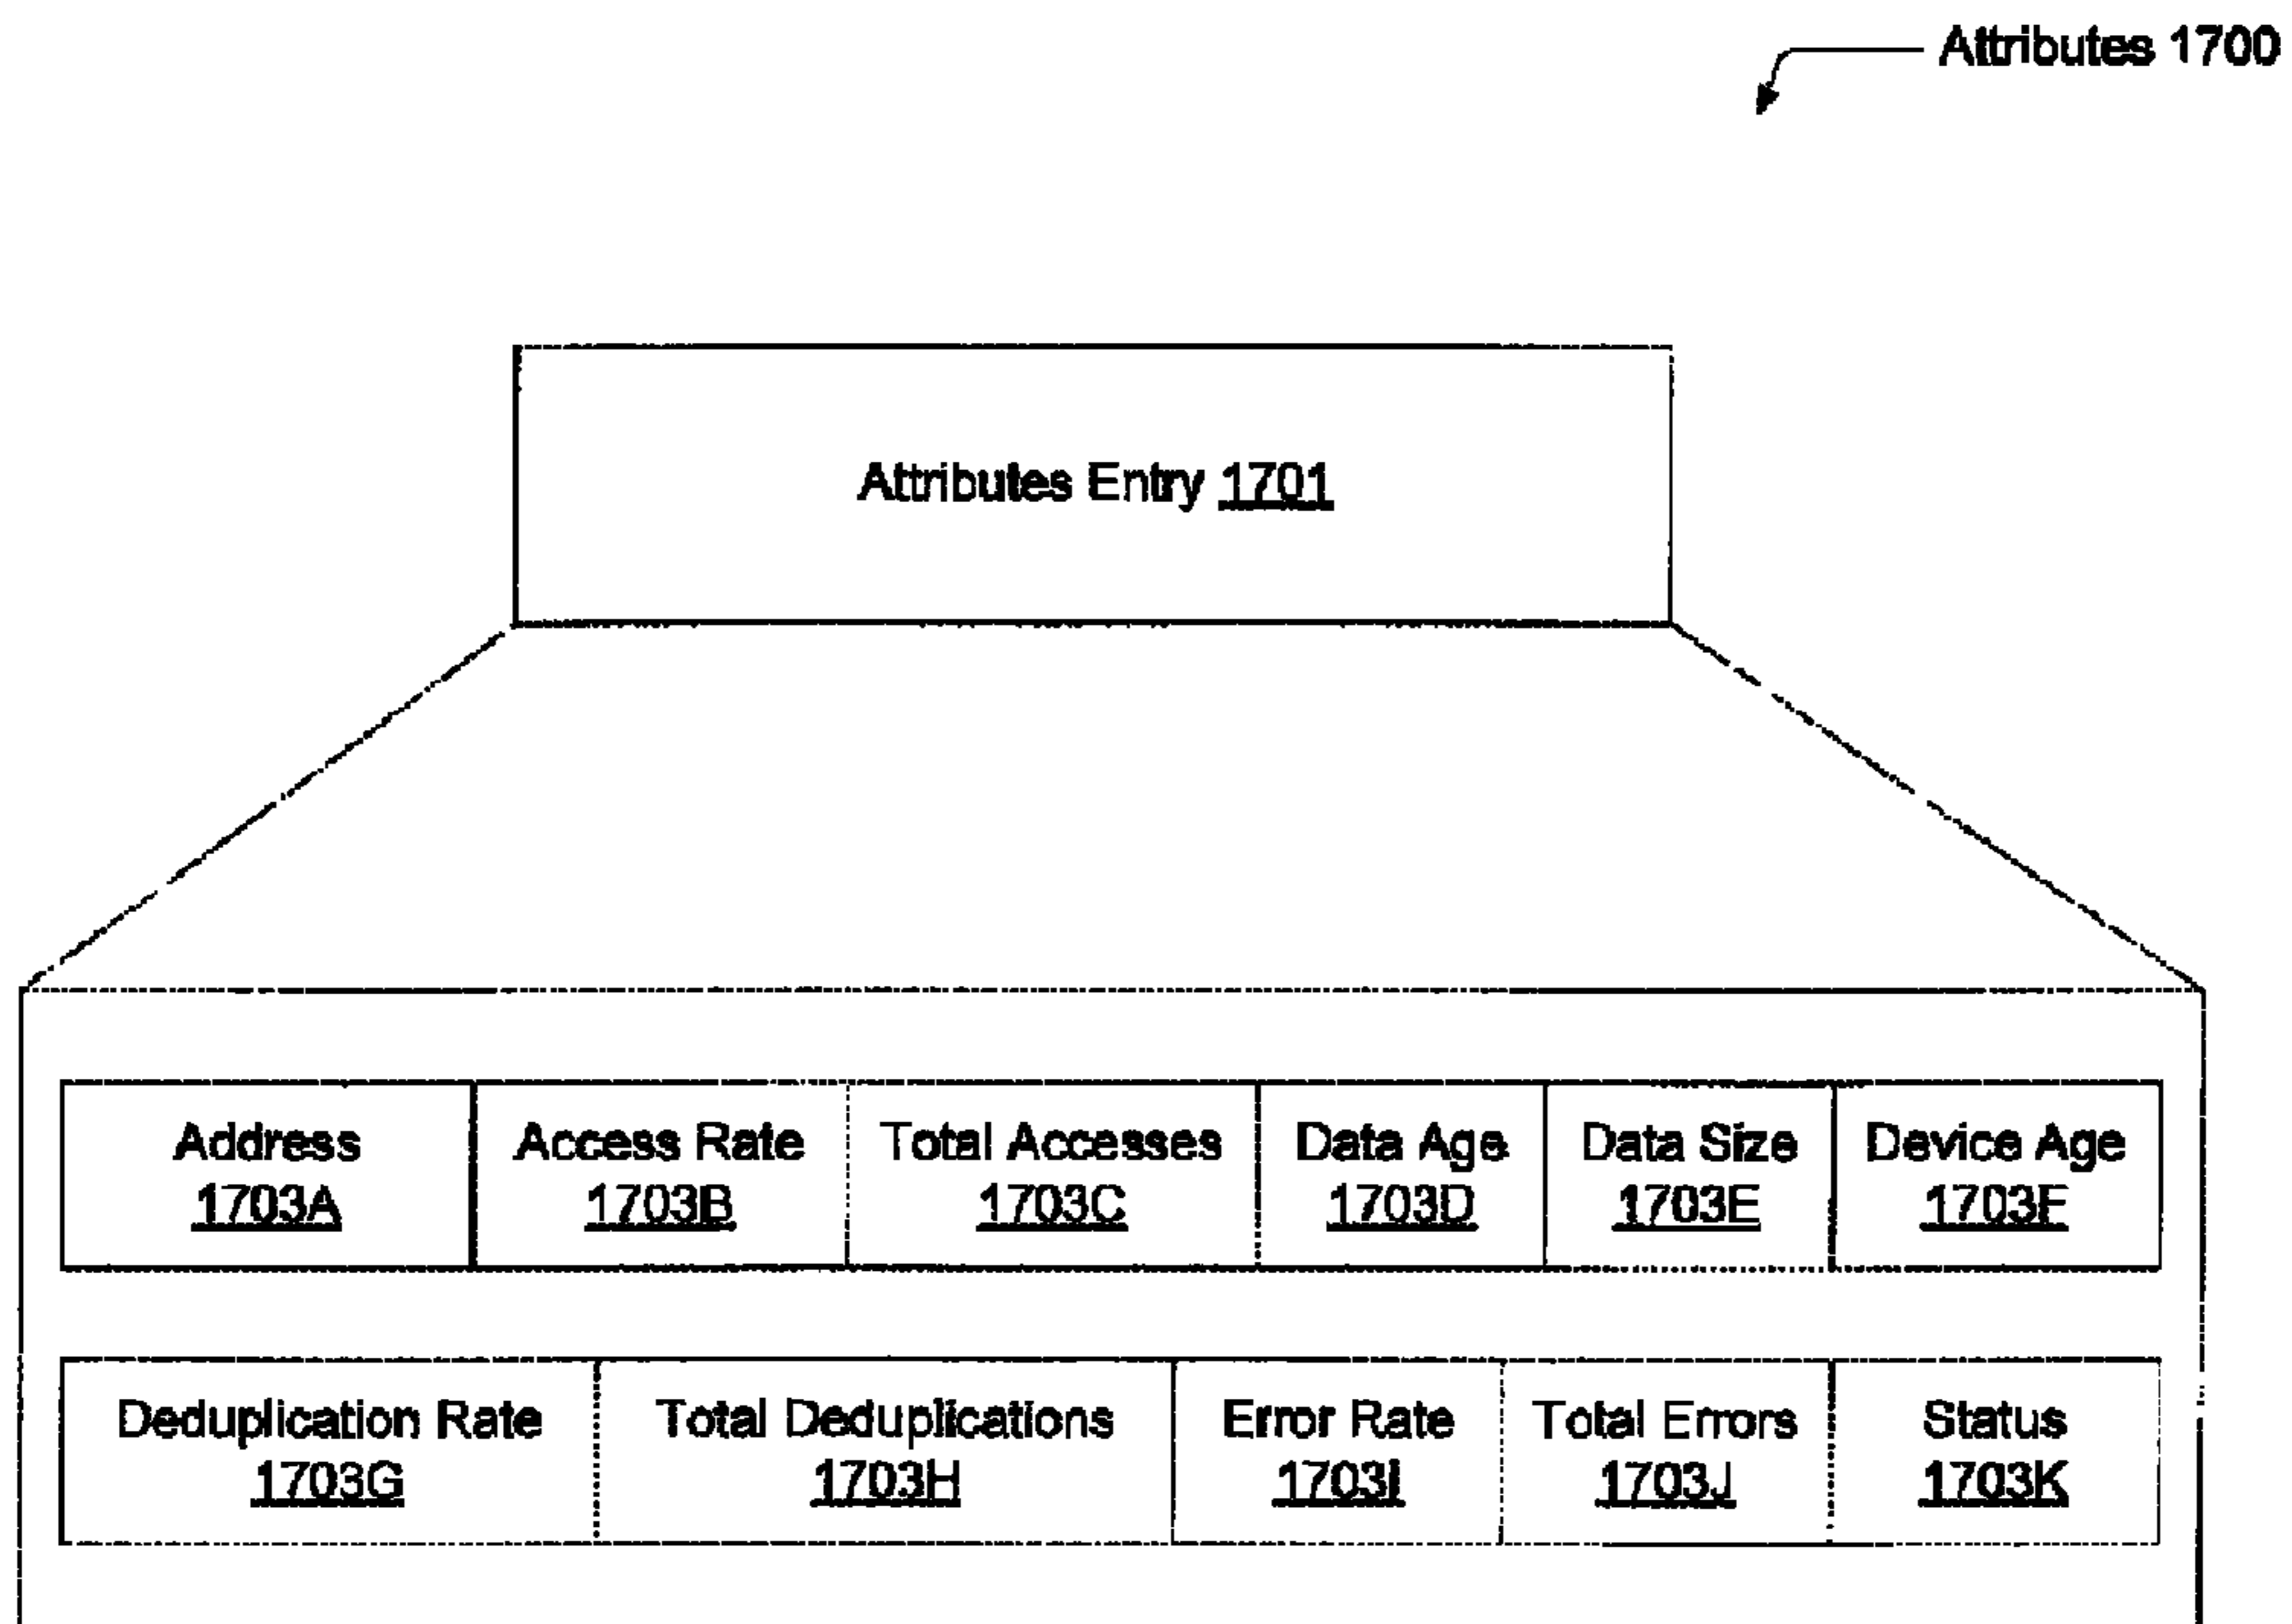 Attributes 1700
Attributes Entry 1701
Address
1703A
Access Rate
1703B
Total Accesses
1703C
Data Age
1703D
Data Size
1703E
Device Age
1703F
Deduplication Rate
1703G
Total Deduplications
1703H
Error Rate
1703I
Total Errors
1703J
Status
1703K